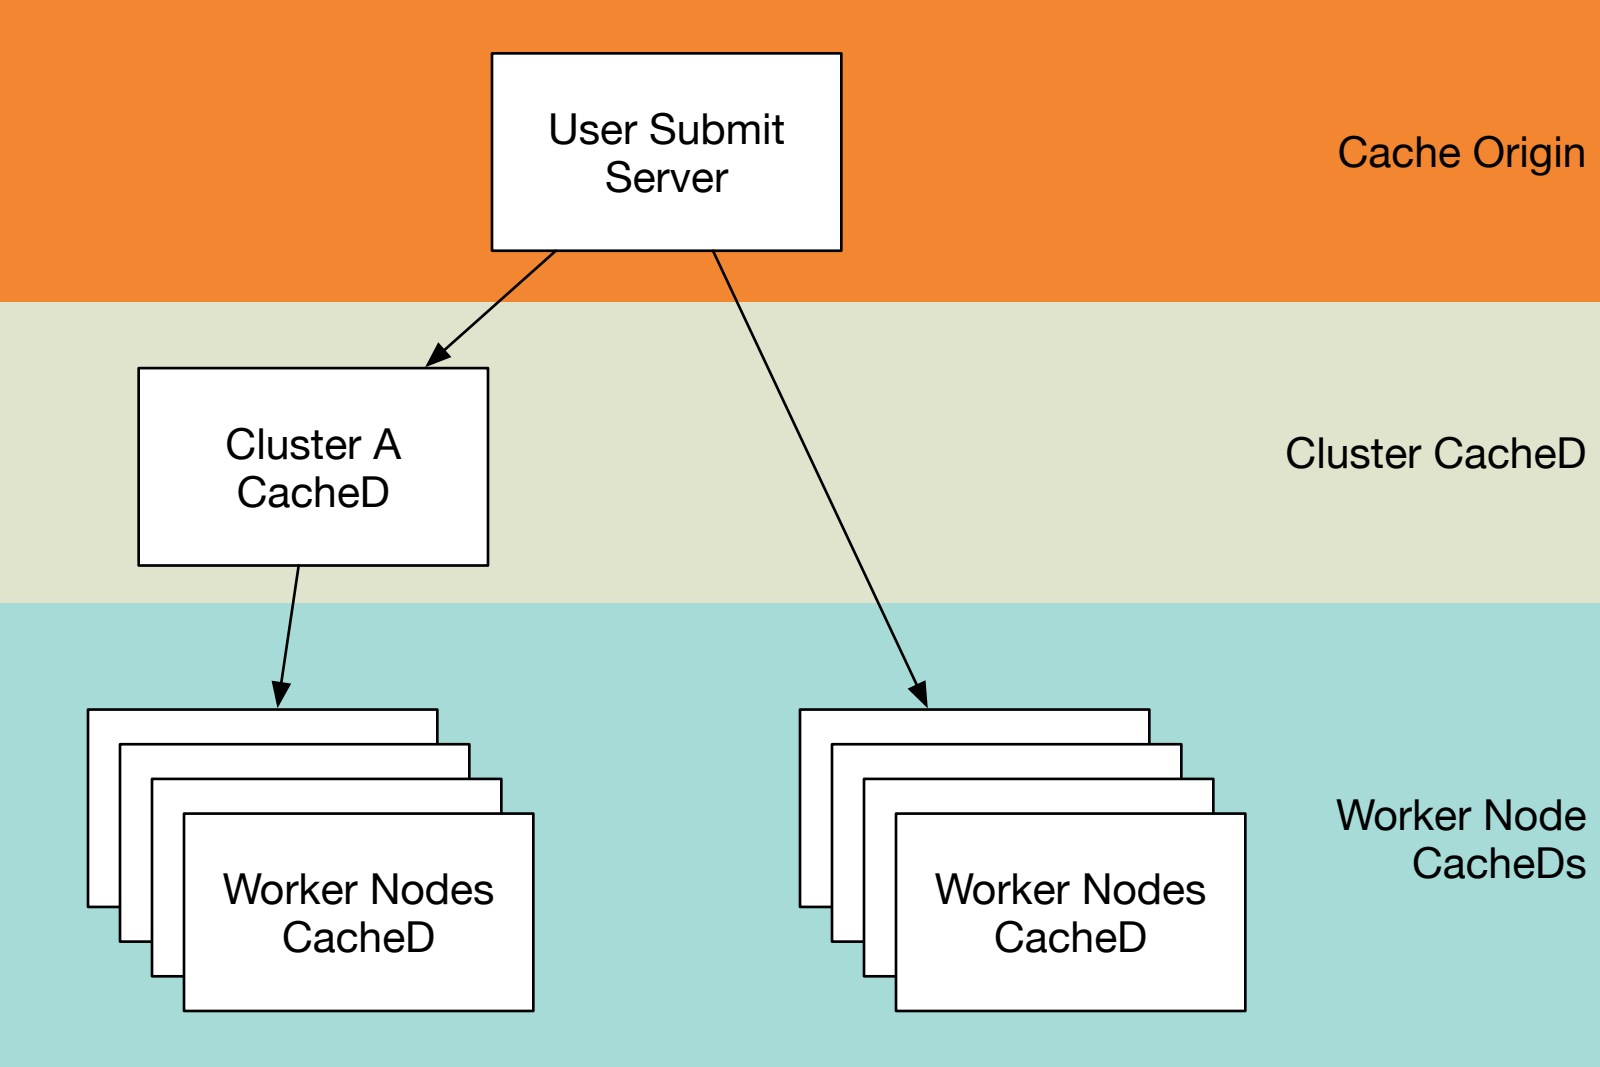 User Submit
Server
Cache Origin
Cluster A
CacheD
Cluster CacheD
Worker Nodes
CacheD
Worker Nodes
CacheD
Worker Node
CacheDs